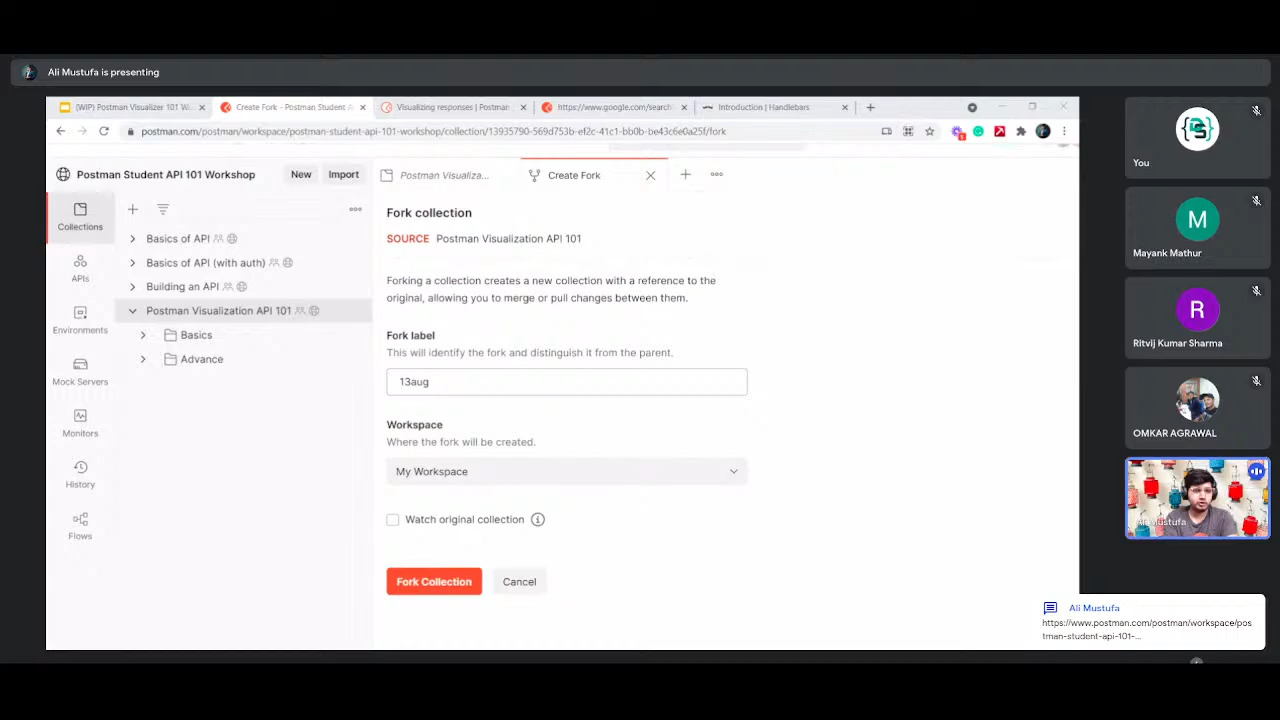 Ali Mustufa is presenting
(WIP) Postman Visualizer 101 W
Create Fork - Postman Student A
Visualizing responses | Postman
https://www.google.com/search
Introduction | Handlebars
postman.com/postman/workspace/postman-student-api-101-workshop/collection/13935790-569d753b-ef2c-41c1-bb0b-be43c6e0a25f/fork
Postman Student API 101 Workshop
New
Import
Postman Visualiza...
Create Fork
Collections
APIs
Environments
Mock Servers
Monitors
History
Flows
Basics of API
Basics of API (with auth)
Building an API
Postman Visualization API 101
Basics
Advance
Fork collection
SOURCE Postman Visualization API 101
Forking a collection creates a new collection with a reference to the
original, allowing you to merge or pull changes between them.
Fork label
This will identify the fork and distinguish it from the parent.
13aug
Workspace
Where the fork will be created.
My Workspace
Watch original collection
Fork Collection
Cancel
You
M
Mayank Mathur
R
Ritvij Kumar Sharma
OMKAR AGRAWAL
Ali Mustufa
Ali Mustufa
https://www.postman.com/postman/workspace/pos
tman-student-api-101-...